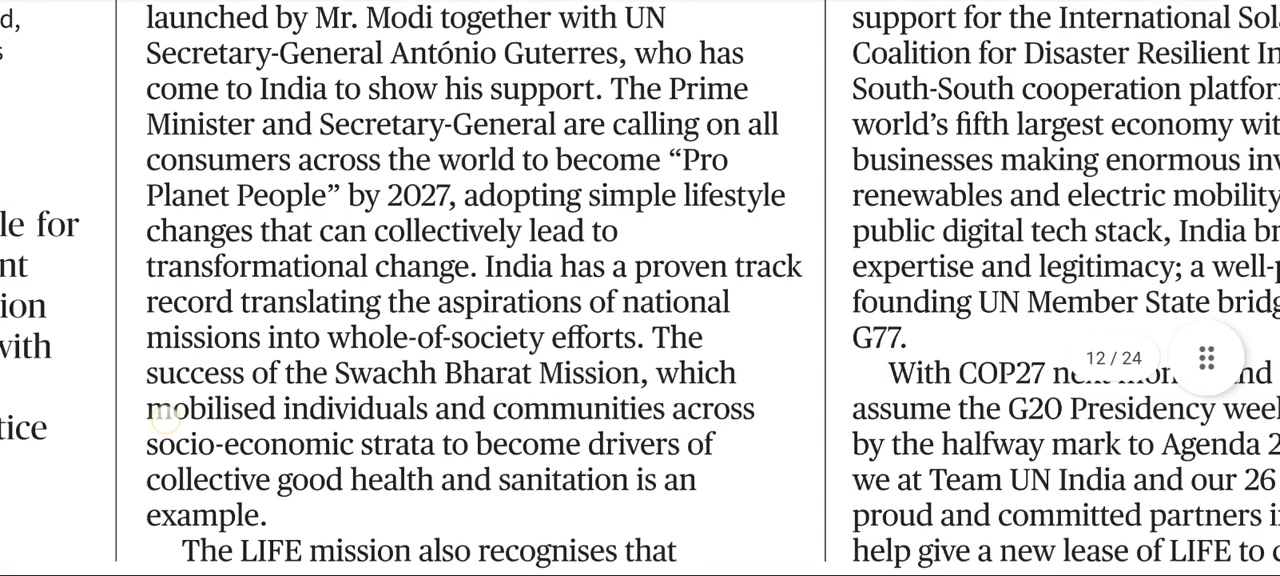 d,
s
le for
nt
ion
with
tice
launched by Mr. Modi together with UN
Secretary-General António Guterres, who has
come to India to show his support. The Prime
Minister and Secretary-General are calling on all
consumers across the world to become “Pro
Planet People” by 2027, adopting simple lifestyle
changes that can collectively lead to
transformational change. India has a proven track
record translating the aspirations of national
missions into whole-of-society efforts. The
success of the Swachh Bharat Mission, which
mobilised individuals and communities across
socio-economic strata to become drivers of
collective good health and sanitation is an
example.
The LIFE mission also recognises that
support for the International Sol
Coalition for Disaster Resilient In
South-South cooperation platfor
world’s fifth largest economy wit
businesses making enormous inv
renewables and electric mobility
public digital tech stack, India br
expertise and legitimacy; a well-
founding UN Member State bridg
G77.
With COP27
assume the G20 Presidency week
by the halfway mark to Agenda 2
we at Team UN India and our 26
proud and committed partners i
help give a new lease of LIFE to
12 / 24